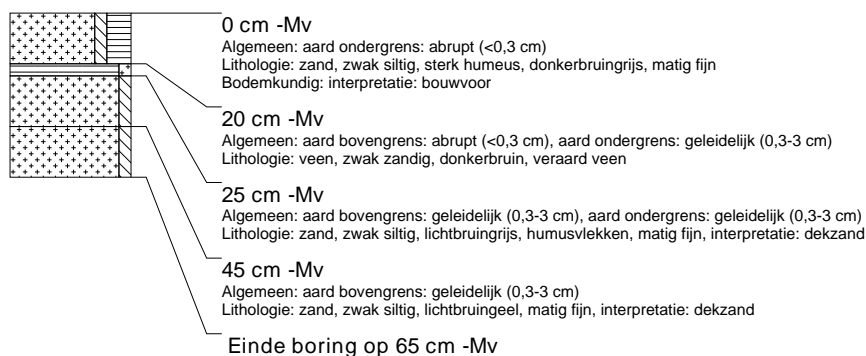 0 cm -Mv
Algemeen: aard ondergrens: abrupt (<0,3 cm)
Lithologie: zand, zwak siltig, sterk humeus, donkerbruingrijs, matig fijn
Bodemkundig: interpretatie: bouwvoor
20 cm -Mv
Algemeen: aard bovengrens: abrupt (<0,3 cm), aard ondergrens: geleidelijk (0,3-3 cm)
Lithologie: veen, zwak zandig, donkerbruin, veraard veen
25 cm -Mv
Algemeen: aard bovengrens: geleidelijk (0,3-3 cm), aard ondergrens: geleidelijk (0,3-3 cm)
Lithologie: zand, zwak siltig, lichtbruingrijs, humusvlekken, matig fijn, interpretatie: dekzand
45 cm -Mv
Algemeen: aard bovengrens: geleidelijk (0,3-3 cm)
Lithologie: zand, zwak siltig, lichtbruingeel, matig fijn, interpretatie: dekzand
Einde boring op 65 cm -Mv